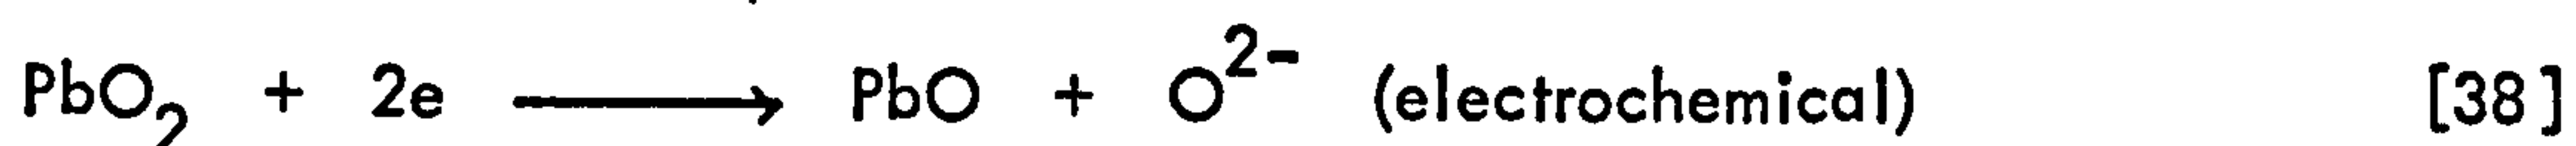 PbO₂ + 2e ⟶ PbO + O²⁻ (electrochemical) [38]